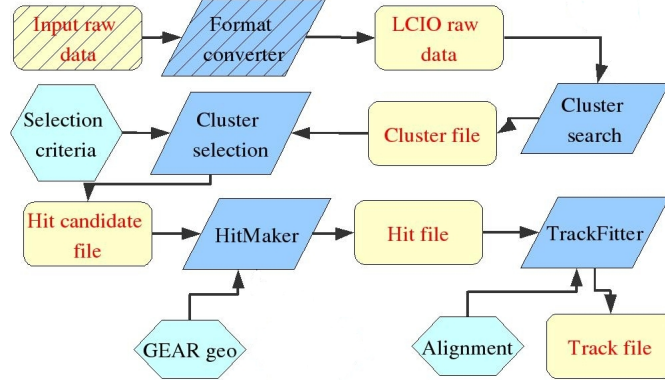 Input raw
data
Format
converter
LCIO raw
data
Selection
criteria
Cluster
selection
Cluster file
Cluster
search
Hit candidate
file
HitMaker
Hit file
TrackFitter
GEAR geo
Alignment
Track file